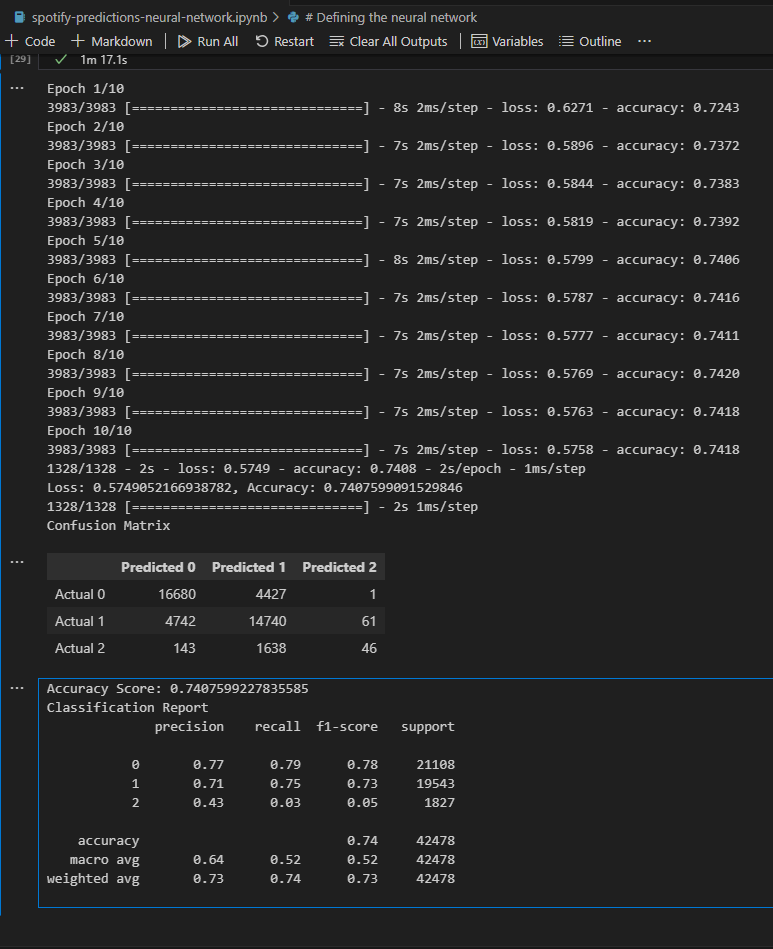 spotify-predictions-neural-network.ipynb > # Defining the neural network
+ Code + Markdown | Run All Restart Clear All Outputs | Variables Outline ...
[29] ✓ 1m 17.1s
... Epoch 1/10
3983/3983 [==============================] - 8s 2ms/step - loss: 0.6271 - accuracy: 0.7243
Epoch 2/10
3983/3983 [==============================] - 7s 2ms/step - loss: 0.5896 - accuracy: 0.7372
Epoch 3/10
3983/3983 [==============================] - 7s 2ms/step - loss: 0.5844 - accuracy: 0.7383
Epoch 4/10
3983/3983 [==============================] - 7s 2ms/step - loss: 0.5819 - accuracy: 0.7392
Epoch 5/10
3983/3983 [==============================] - 8s 2ms/step - loss: 0.5799 - accuracy: 0.7406
Epoch 6/10
3983/3983 [==============================] - 7s 2ms/step - loss: 0.5787 - accuracy: 0.7416
Epoch 7/10
3983/3983 [==============================] - 7s 2ms/step - loss: 0.5777 - accuracy: 0.7411
Epoch 8/10
3983/3983 [==============================] - 7s 2ms/step - loss: 0.5769 - accuracy: 0.7420
Epoch 9/10
3983/3983 [==============================] - 7s 2ms/step - loss: 0.5763 - accuracy: 0.7418
Epoch 10/10
3983/3983 [==============================] - 7s 2ms/step - loss: 0.5758 - accuracy: 0.7418
1328/1328 - 2s - loss: 0.5749 - accuracy: 0.7408 - 2s/epoch - 1ms/step
Loss: 0.5749052166938782, Accuracy: 0.7407599091529846
1328/1328 [==============================] - 2s 1ms/step
Confusion Matrix
... Predicted 0 Predicted 1 Predicted 2
Actual 0 16680 4427 1
Actual 1 4742 14740 61
Actual 2 143 1638 46
... Accuracy Score: 0.7407599227835585
Classification Report
precision recall f1-score support
0 0.77 0.79 0.78 21108
1 0.71 0.75 0.73 19543
2 0.43 0.03 0.05 1827
accuracy 0.74 42478
macro avg 0.64 0.52 0.52 42478
weighted avg 0.73 0.74 0.73 42478